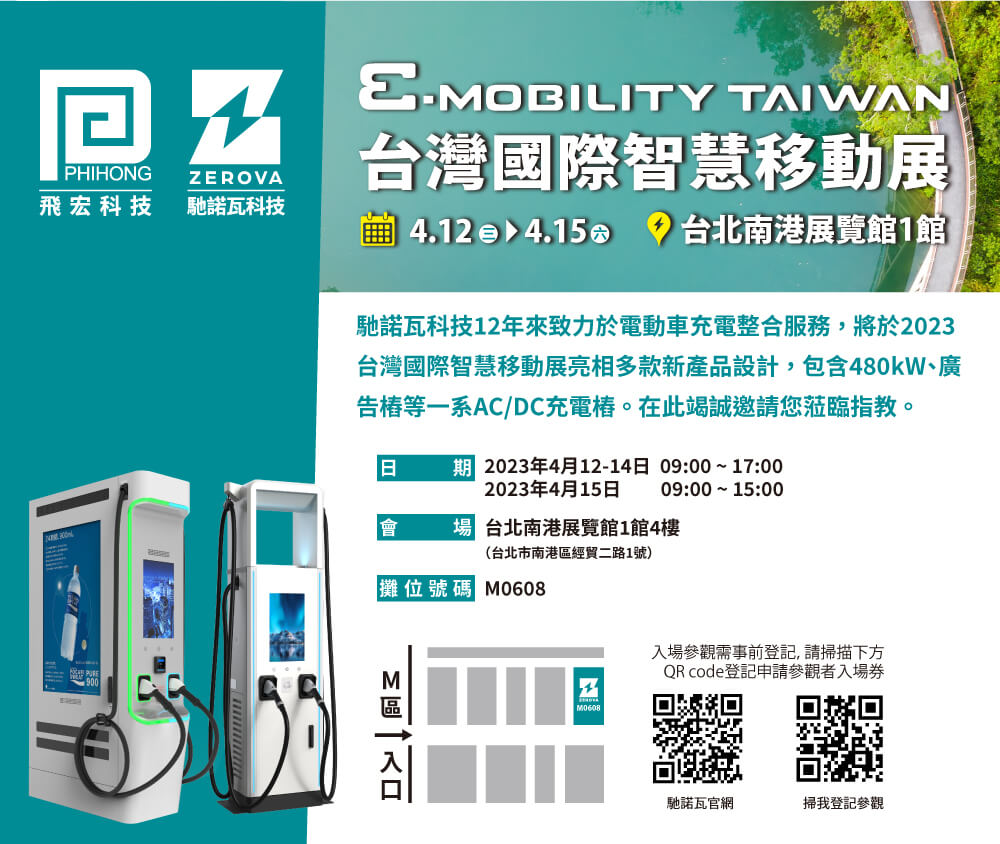 PHIHONG
飛宏科技
ZEROVA
馳諾瓦科技
E-MOBILITY TAIWAN
台灣國際智慧移動展
4.12 三 ▶ 4.15 六
台北南港展覽館1館
馳諾瓦科技12年來致力於電動車充電整合服務，將於2023
台灣國際智慧移動展亮相多款新產品設計，包含480kW、廣
告樁等一系AC/DC充電樁。在此竭誠邀請您蒞臨指教。
日期 2023年4月12-14日 09:00 ~ 17:00
2023年4月15日 09:00 ~ 15:00
會場 台北南港展覽館1館4樓
（台北市南港區經貿二路1號）
攤位號碼 M0608
900mL
POCARI SWEAT PURE
900
M區
入口
ZEROVA
M0608
入場參觀需事前登記, 請掃描下方
QR code登記申請參觀者入場券
馳諾瓦官網
掃我登記參觀